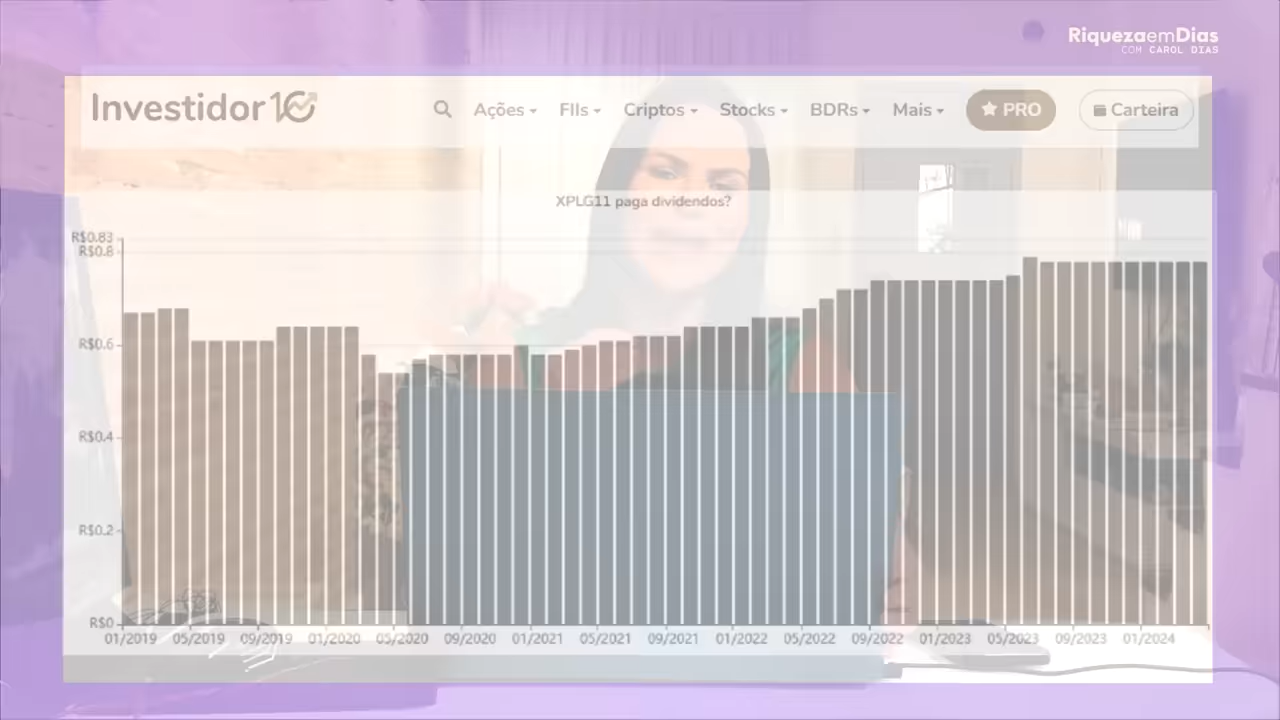 RiquezaemDias
COM CAROL DIAS
Investidor 10
Ações FIIs Criptos Stocks BDRs Mais PRO Carteira
XPLG11 paga dividendos?
R$0.83
R$0.8
R$0.6
R$0.4
R$0.2
R$0
01/2019 05/2019 09/2019 01/2020 05/2020 09/2020 01/2021 05/2021 09/2021 01/2022 05/2022 09/2022 01/2023 05/2023 09/2023 01/2024